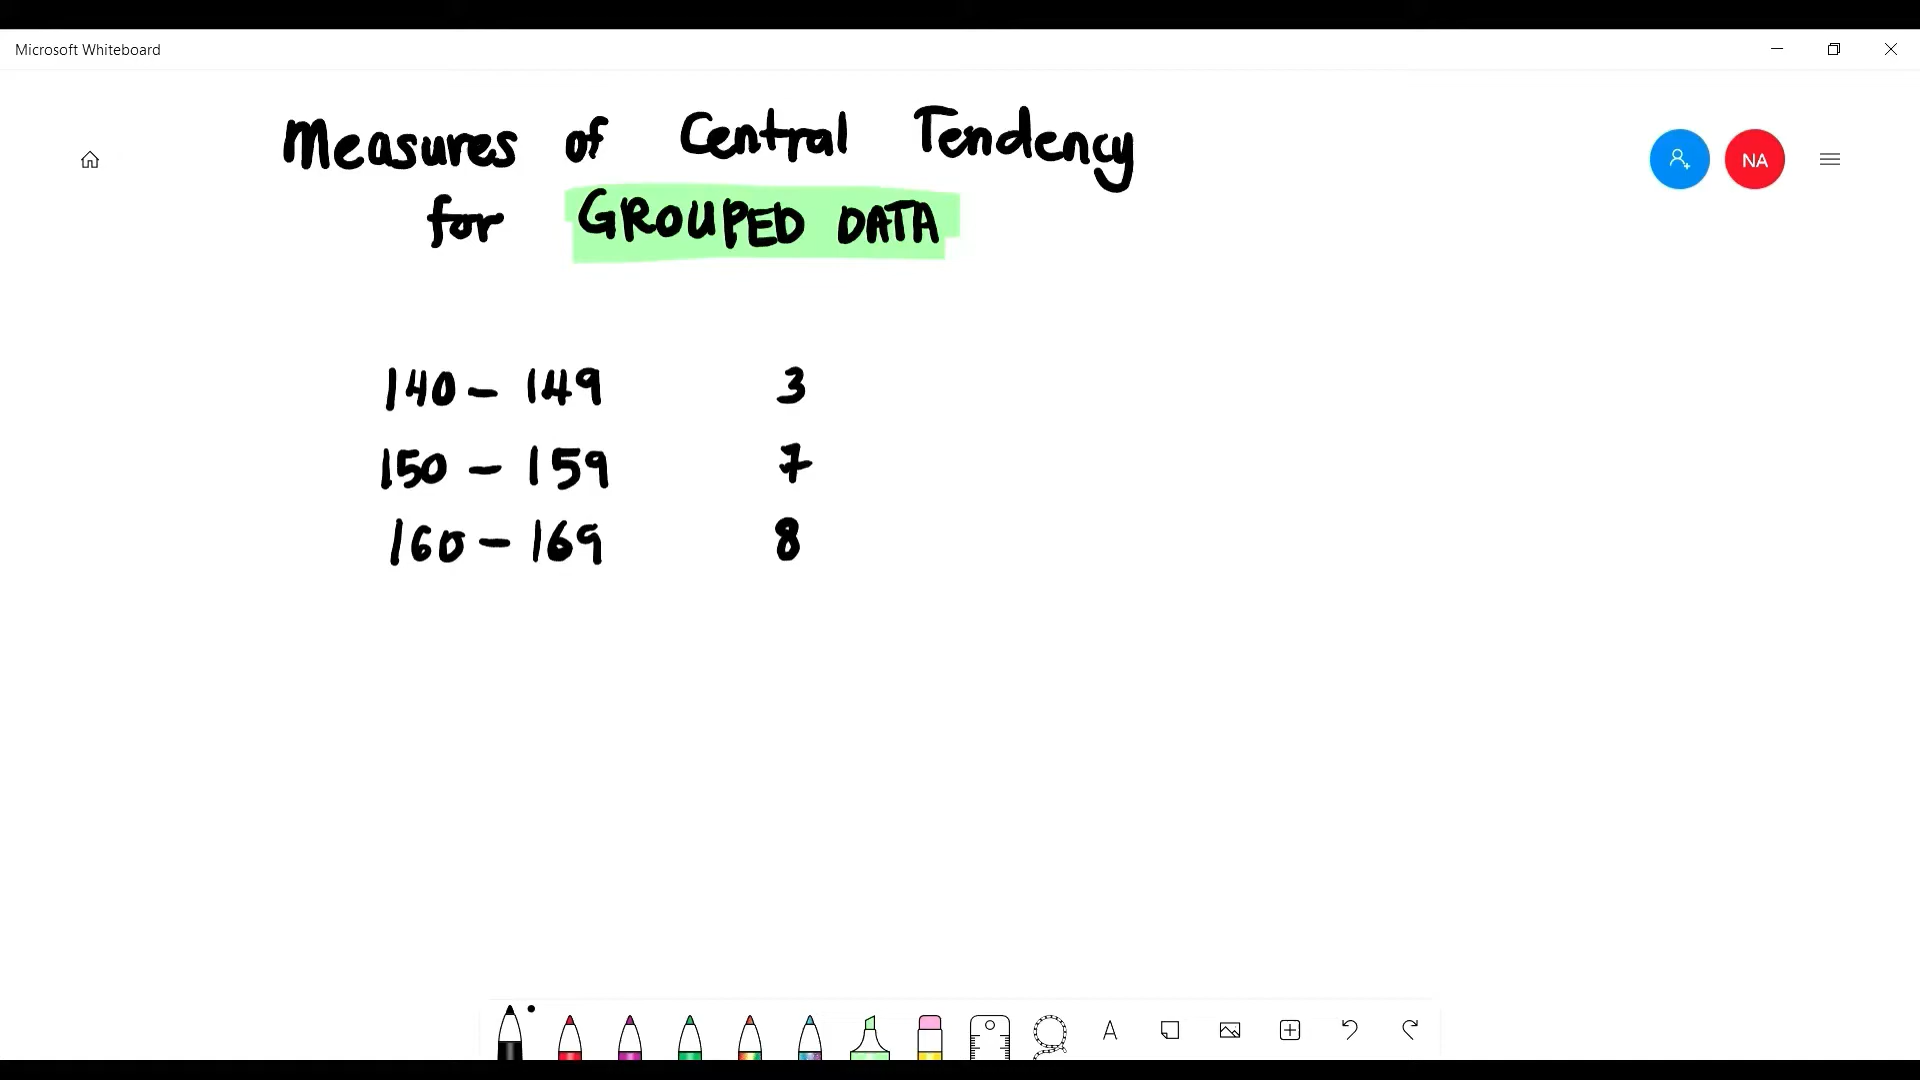 Microsoft Whiteboard
Measures of Central Tendency
for GROUPED DATA
NA
140 - 149 3
150 - 159 7
160 - 169 8